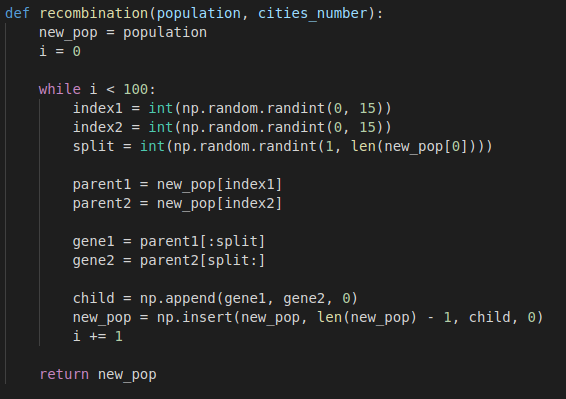 def recombination(population, cities_number):
    new_pop = population
    i = 0

    while i < 100:
        index1 = int(np.random.randint(0, 15))
        index2 = int(np.random.randint(0, 15))
        split = int(np.random.randint(1, len(new_pop[0])))

        parent1 = new_pop[index1]
        parent2 = new_pop[index2]

        gene1 = parent1[:split]
        gene2 = parent2[split:]

        child = np.append(gene1, gene2, 0)
        new_pop = np.insert(new_pop, len(new_pop) - 1, child, 0)
        i += 1

    return new_pop